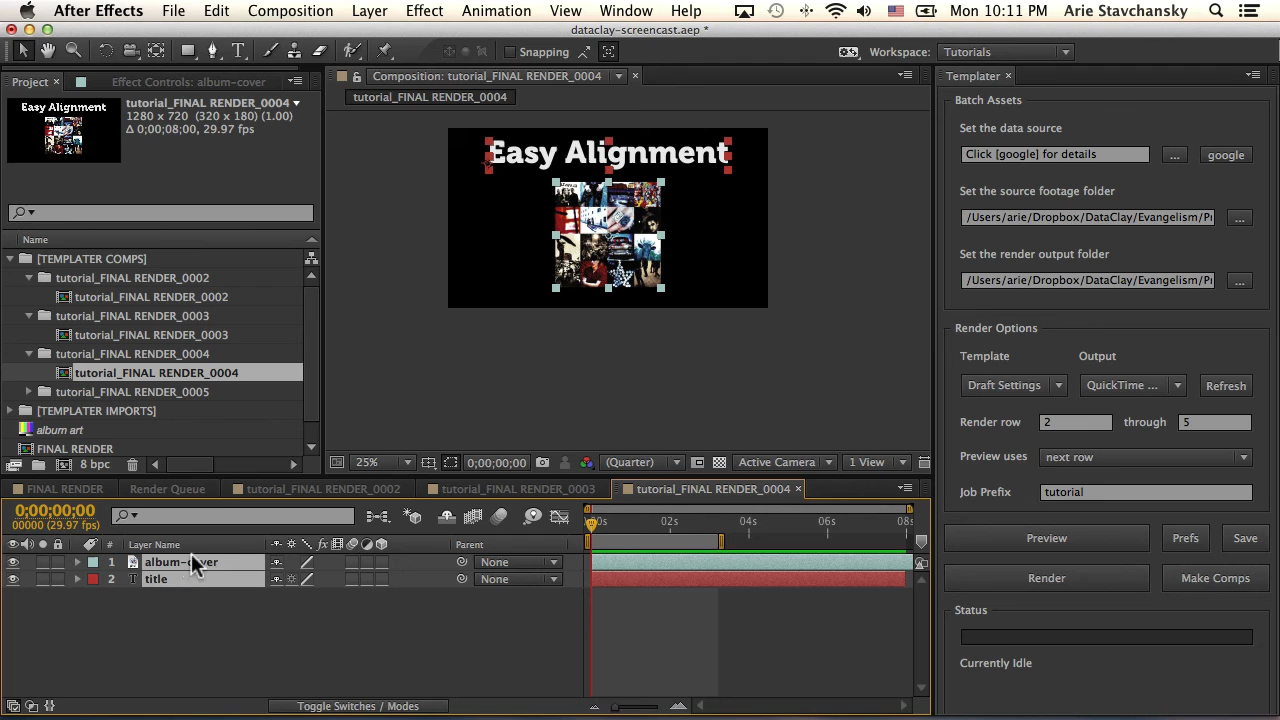 After Effects File Edit Composition Layer Effect Animation View Window Help Mon 10:11 PM Arie Stavchansky
dataclay-screencast.aep *
Snapping Workspace: Tutorials
Project × Effect Controls: album-cover
Composition: tutorial_FINAL RENDER_0004 ×
Templater ×
tutorial_FINAL RENDER_0004
Easy Alignment
tutorial_FINAL RENDER_0004
1280 x 720 (320 x 180) (1.00)
Δ 0;00;08;00, 29.97 fps
Easy Alignment
Batch Assets
Set the data source
Click [google] for details ... google
Set the source footage folder
/Users/arie/Dropbox/DataClay/Evangelism/Pr ...
Set the render output folder
/Users/arie/Dropbox/DataClay/Evangelism/Pr ...
Name
[TEMPLATER COMPS]
tutorial_FINAL RENDER_0002
tutorial_FINAL RENDER_0002
tutorial_FINAL RENDER_0003
tutorial_FINAL RENDER_0003
tutorial_FINAL RENDER_0004
tutorial_FINAL RENDER_0004
tutorial_FINAL RENDER_0005
[TEMPLATER IMPORTS]
album art
FINAL RENDER
8 bpc
25% 0;00;00;00 (Quarter) Active Camera 1 View
Render Options
Template Output
Draft Settings QuickTime ... Refresh
Render row 2 through 5
Preview uses next row
Job Prefix tutorial
Preview Prefs Save
Render Make Comps
Status
Currently Idle
FINAL RENDER Render Queue tutorial_FINAL RENDER_0002 tutorial_FINAL RENDER_0003 tutorial_FINAL RENDER_0004 ×
0;00;00;00
00000 (29.97 fps)
02s 04s 06s 08s
# Layer Name fx Parent
1 album-cover None
2 T title None
Toggle Switches / Modes